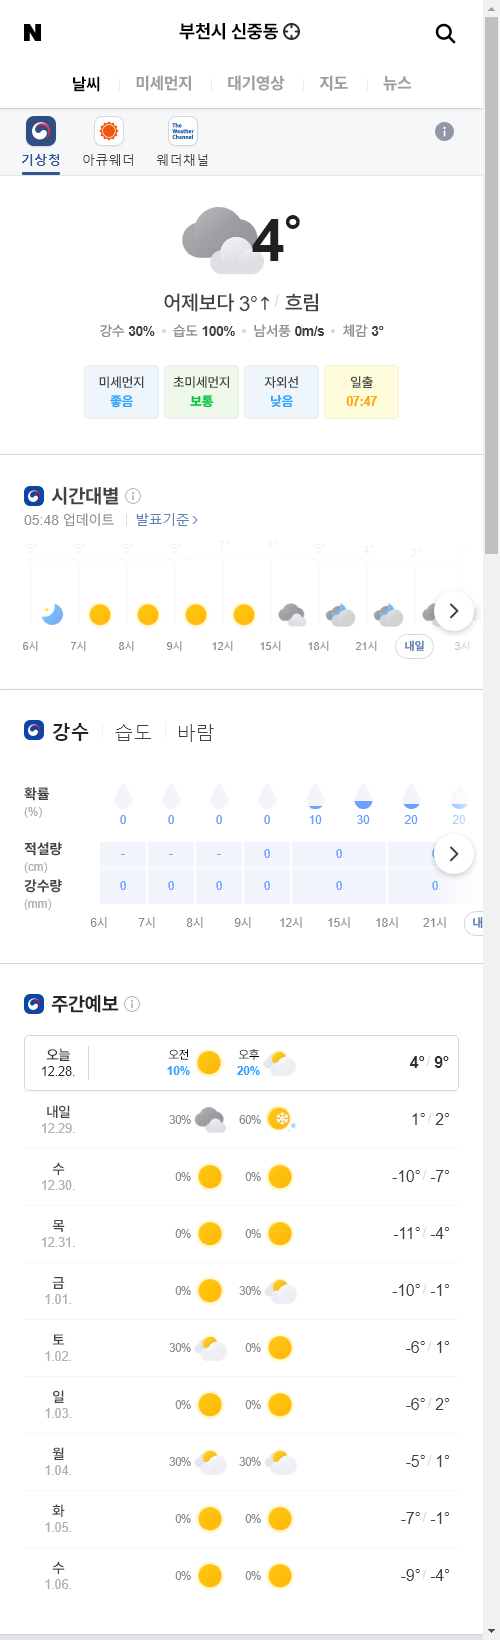 N 부천시 신중동
날씨 미세먼지 대기영상 지도 뉴스
The Weather Channel
기상청 아큐웨더 웨더채널
4°
어제보다 3°↑ / 흐림
강수 30% • 습도 100% • 남서풍 0m/s • 체감 3°
미세먼지 초미세먼지 자외선 일출
좋음 보통 낮음 07:47
시간대별
05:48 업데이트 발표기준 >
5° 5° 5° 5° 7° 8° 5° 4° 2° 2°
6시 7시 8시 9시 12시 15시 18시 21시 내일 3시
강수 습도 바람
확률
(%)
0 0 0 0 10 30 20 20
적설량 - - - 0 0
(cm)
강수량 0 0 0 0 0 0
(mm)
6시 7시 8시 9시 12시 15시 18시 21시 내
주간예보
오늘 12.28. 오전 10% 오후 20% 4° / 9°
내일 12.29. 30% 60% 1° / 2°
수 12.30. 0% 0% -10° / -7°
목 12.31. 0% 0% -11° / -4°
금 1.01. 0% 30% -10° / -1°
토 1.02. 30% 0% -6° / 1°
일 1.03. 0% 0% -6° / 2°
월 1.04. 30% 30% -5° / 1°
화 1.05. 0% 0% -7° / -1°
수 1.06. 0% 0% -9° / -4°